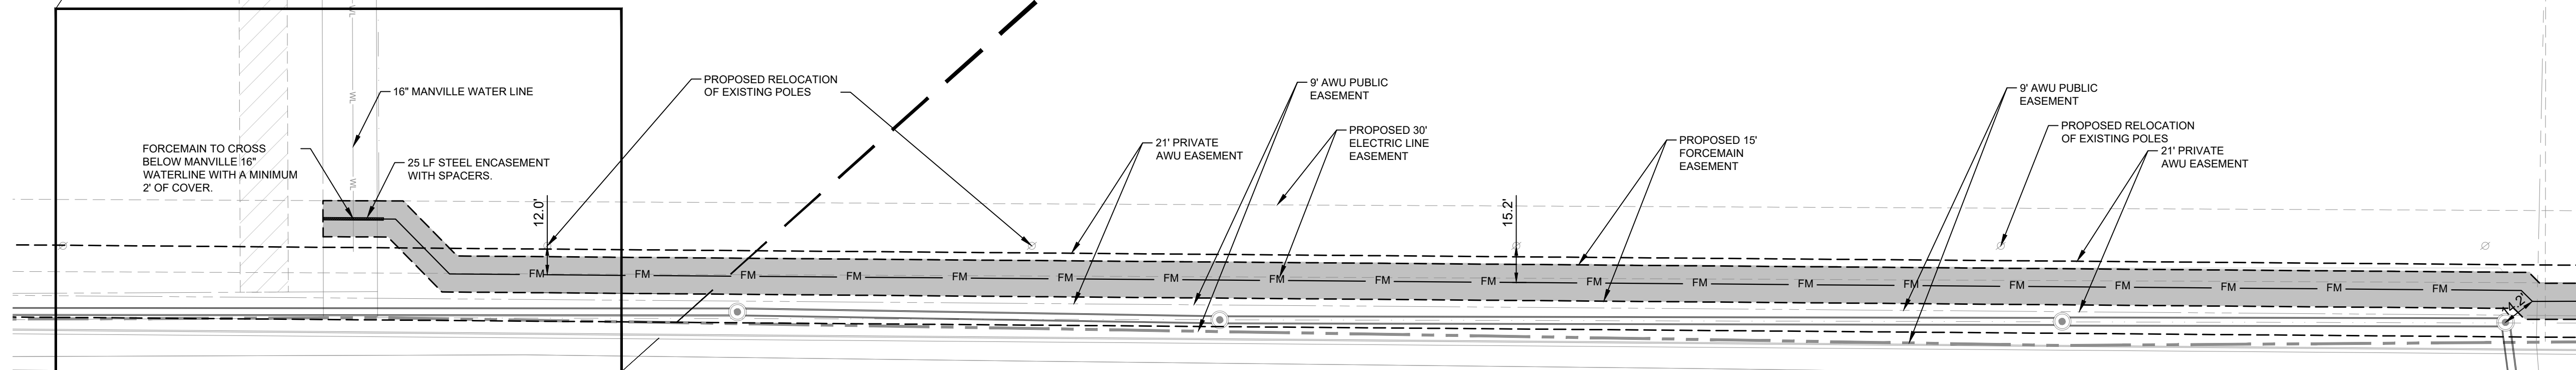 16" MANVILLE WATER LINE
FORCEMAIN TO CROSS
BELOW MANVILLE 16"
WATERLINE WITH A MINIMUM
2' OF COVER.
25 LF STEEL ENCASEMENT
WITH SPACERS.
WL
WL
WL
PROPOSED RELOCATION
OF EXISTING POLES
12.0'
21' PRIVATE
AWU EASEMENT
9' AWU PUBLIC
EASEMENT
PROPOSED 30'
ELECTRIC LINE
EASEMENT
15.2'
PROPOSED 15'
FORCEMAIN
EASEMENT
9' AWU PUBLIC
EASEMENT
PROPOSED RELOCATION
OF EXISTING POLES
21' PRIVATE
AWU EASEMENT
FM FM FM FM FM FM FM FM FM FM FM FM FM FM FM FM FM FM FM